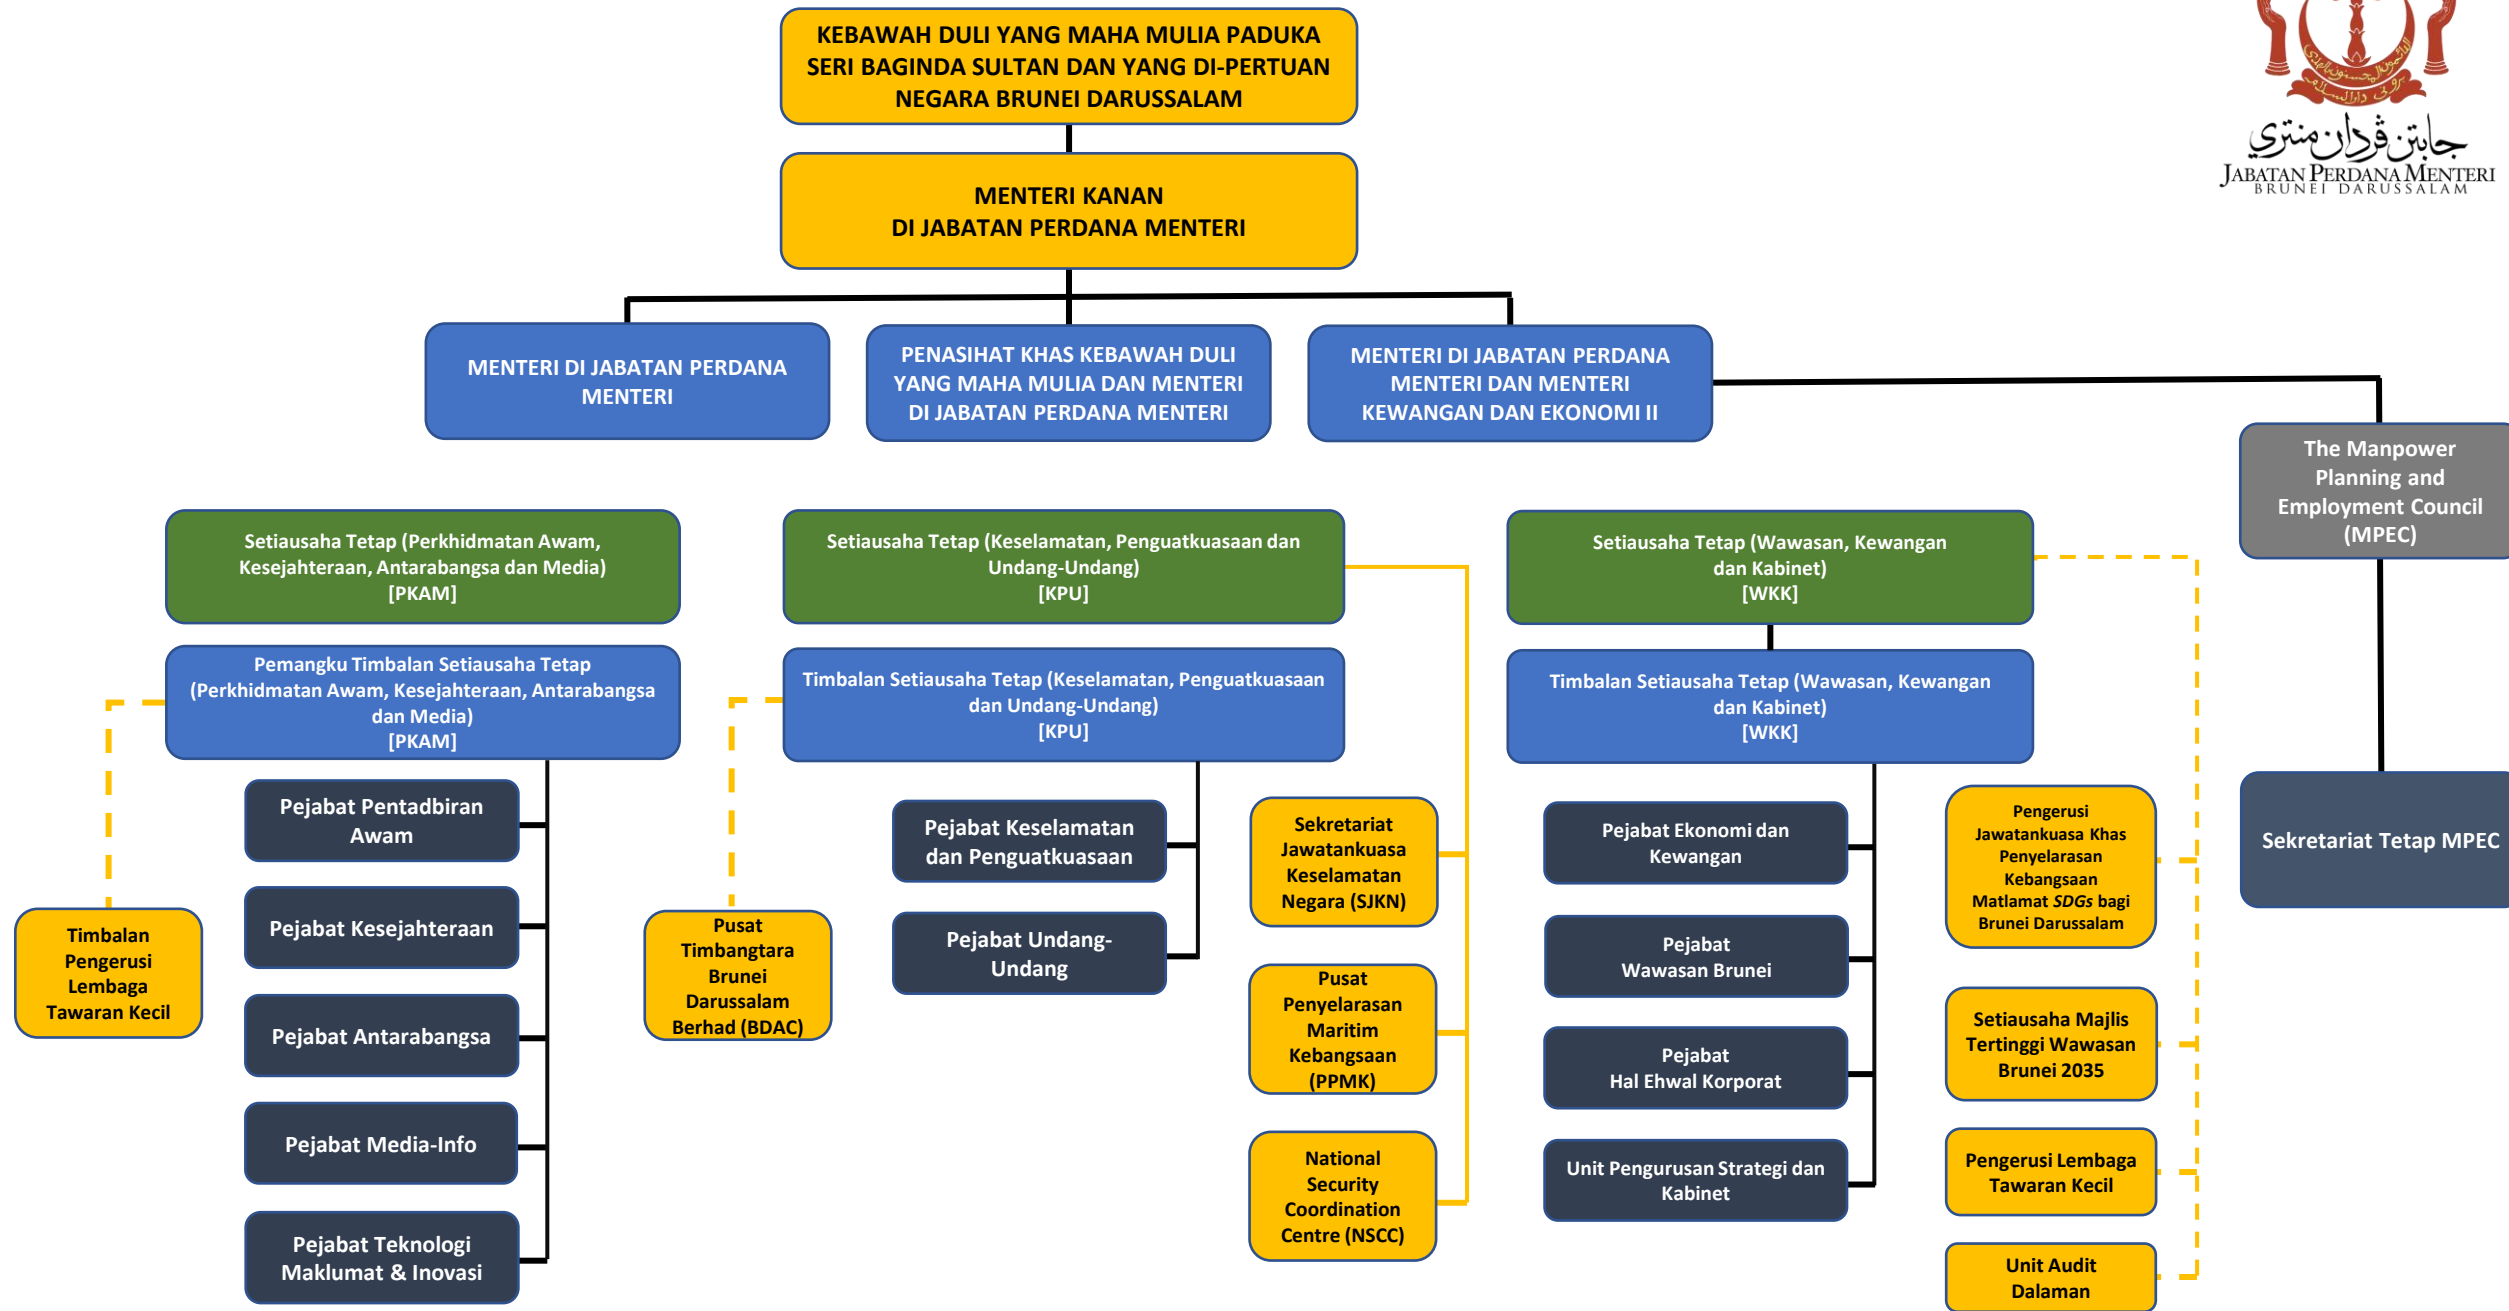 KEBAWAH DULI YANG MAHA MULIA PADUKA
SERI BAGINDA SULTAN DAN YANG DI-PERTUAN
NEGARA BRUNEI DARUSSALAM
جابتن ڤردان منتري
JABATAN PERDANA MENTERI
BRUNEI DARUSSALAM
MENTERI KANAN
DI JABATAN PERDANA MENTERI
MENTERI DI JABATAN PERDANA
MENTERI
PENASIHAT KHAS KEBAWAH DULI
YANG MAHA MULIA DAN MENTERI
DI JABATAN PERDANA MENTERI
MENTERI DI JABATAN PERDANA
MENTERI DAN MENTERI
KEWANGAN DAN EKONOMI II
The Manpower
Planning and
Employment Council
(MPEC)
Setiausaha Tetap (Perkhidmatan Awam,
Kesejahteraan, Antarabangsa dan Media)
[PKAM]
Setiausaha Tetap (Keselamatan, Penguatkuasaan dan
Undang-Undang)
[KPU]
Setiausaha Tetap (Wawasan, Kewangan
dan Kabinet)
[WKK]
Pemangku Timbalan Setiausaha Tetap
(Perkhidmatan Awam, Kesejahteraan, Antarabangsa
dan Media)
[PKAM]
Timbalan Setiausaha Tetap (Keselamatan, Penguatkuasaan
dan Undang-Undang)
[KPU]
Timbalan Setiausaha Tetap (Wawasan, Kewangan
dan Kabinet)
[WKK]
Timbalan
Pengerusi
Lembaga
Tawaran Kecil
Pejabat Pentadbiran
Awam
Pejabat Kesejahteraan
Pejabat Antarabangsa
Pejabat Media-Info
Pejabat Teknologi
Maklumat & Inovasi
Pusat
Timbangtara
Brunei
Darussalam
Berhad (BDAC)
Pejabat Keselamatan
dan Penguatkuasaan
Pejabat Undang-
Undang
Sekretariat
Jawatankuasa
Keselamatan
Negara (SJKN)
Pusat
Penyelarasan
Maritim
Kebangsaan
(PPMK)
National
Security
Coordination
Centre (NSCC)
Pejabat Ekonomi dan
Kewangan
Pejabat
Wawasan Brunei
Pejabat
Hal Ehwal Korporat
Unit Pengurusan Strategi dan
Kabinet
Pengerusi
Jawatankuasa Khas
Penyelarasan
Kebangsaan
Matlamat SDGs bagi
Brunei Darussalam
Setiausaha Majlis
Tertinggi Wawasan
Brunei 2035
Pengerusi Lembaga
Tawaran Kecil
Unit Audit
Dalaman
Sekretariat Tetap MPEC